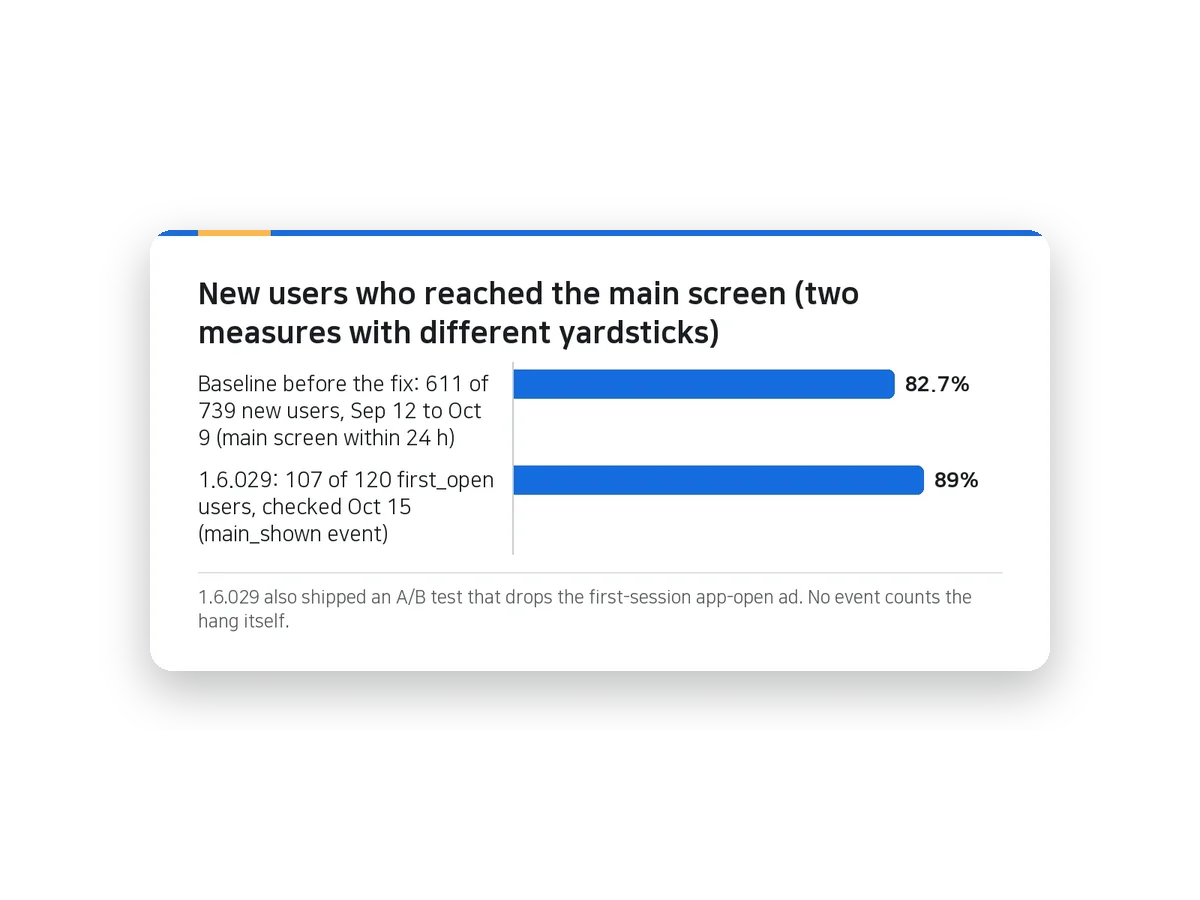 New users who reached the main screen (two
measures with different yardsticks)
Baseline before the fix: 611 of
739 new users, Sep 12 to Oct
9 (main screen within 24 h)
82.7%
1.6.029: 107 of 120 first_open
users, checked Oct 15
(main_shown event)
89%
1.6.029 also shipped an A/B test that drops the first-session app-open ad. No event counts the
hang itself.